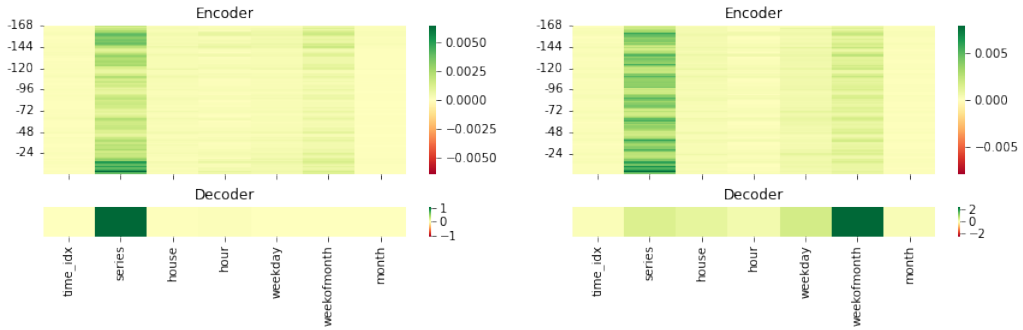 Encoder
-168
-144
-120
-96
-72
-48
-24
0.0050
0.0025
0.0000
−0.0025
−0.0050
Decoder
1
0
−1
time_idx
series
house
hour
weekday
weekofmonth
month
Encoder
-168
-144
-120
-96
-72
-48
-24
0.005
0.000
−0.005
Decoder
2
0
−2
time_idx
series
house
hour
weekday
weekofmonth
month